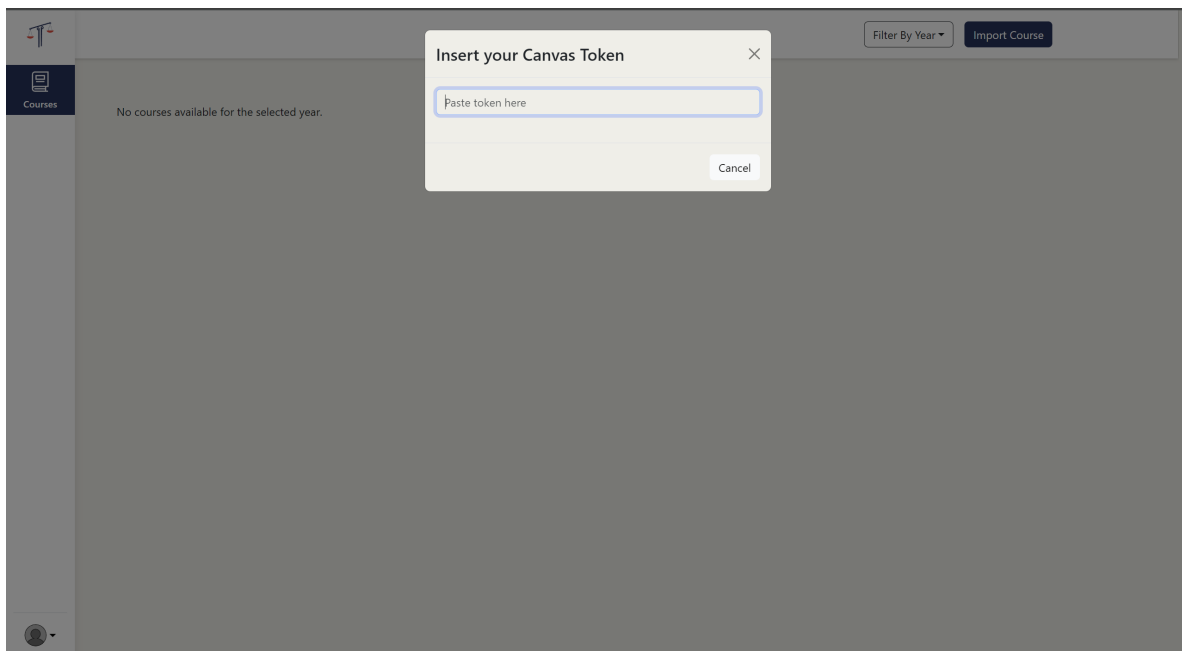 Filter By Year
Import Course
Insert your Canvas Token
Paste token here
Courses
No courses available for the selected year.
Cancel